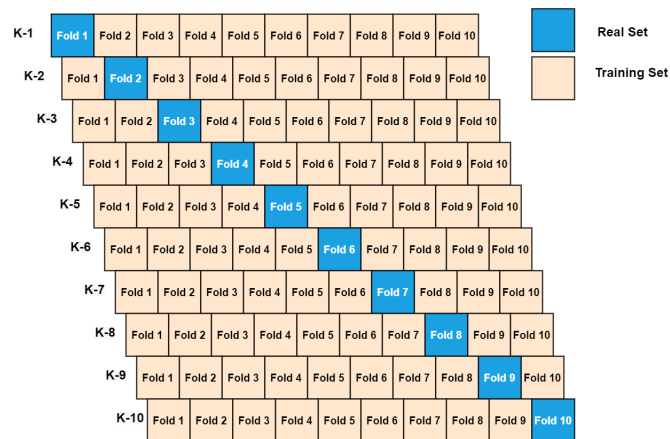 K-1 Fold 1 Fold 2 Fold 3 Fold 4 Fold 5 Fold 6 Fold 7 Fold 8 Fold 9 Fold 10 Real Set
K-2 Fold 1 Fold 2 Fold 3 Fold 4 Fold 5 Fold 6 Fold 7 Fold 8 Fold 9 Fold 10 Training Set
K-3 Fold 1 Fold 2 Fold 3 Fold 4 Fold 5 Fold 6 Fold 7 Fold 8 Fold 9 Fold 10
K-4 Fold 1 Fold 2 Fold 3 Fold 4 Fold 5 Fold 6 Fold 7 Fold 8 Fold 9 Fold 10
K-5 Fold 1 Fold 2 Fold 3 Fold 4 Fold 5 Fold 6 Fold 7 Fold 8 Fold 9 Fold 10
K-6 Fold 1 Fold 2 Fold 3 Fold 4 Fold 5 Fold 6 Fold 7 Fold 8 Fold 9 Fold 10
K-7 Fold 1 Fold 2 Fold 3 Fold 4 Fold 5 Fold 6 Fold 7 Fold 8 Fold 9 Fold 10
K-8 Fold 1 Fold 2 Fold 3 Fold 4 Fold 5 Fold 6 Fold 7 Fold 8 Fold 9 Fold 10
K-9 Fold 1 Fold 2 Fold 3 Fold 4 Fold 5 Fold 6 Fold 7 Fold 8 Fold 9 Fold 10
K-10 Fold 1 Fold 2 Fold 3 Fold 4 Fold 5 Fold 6 Fold 7 Fold 8 Fold 9 Fold 10